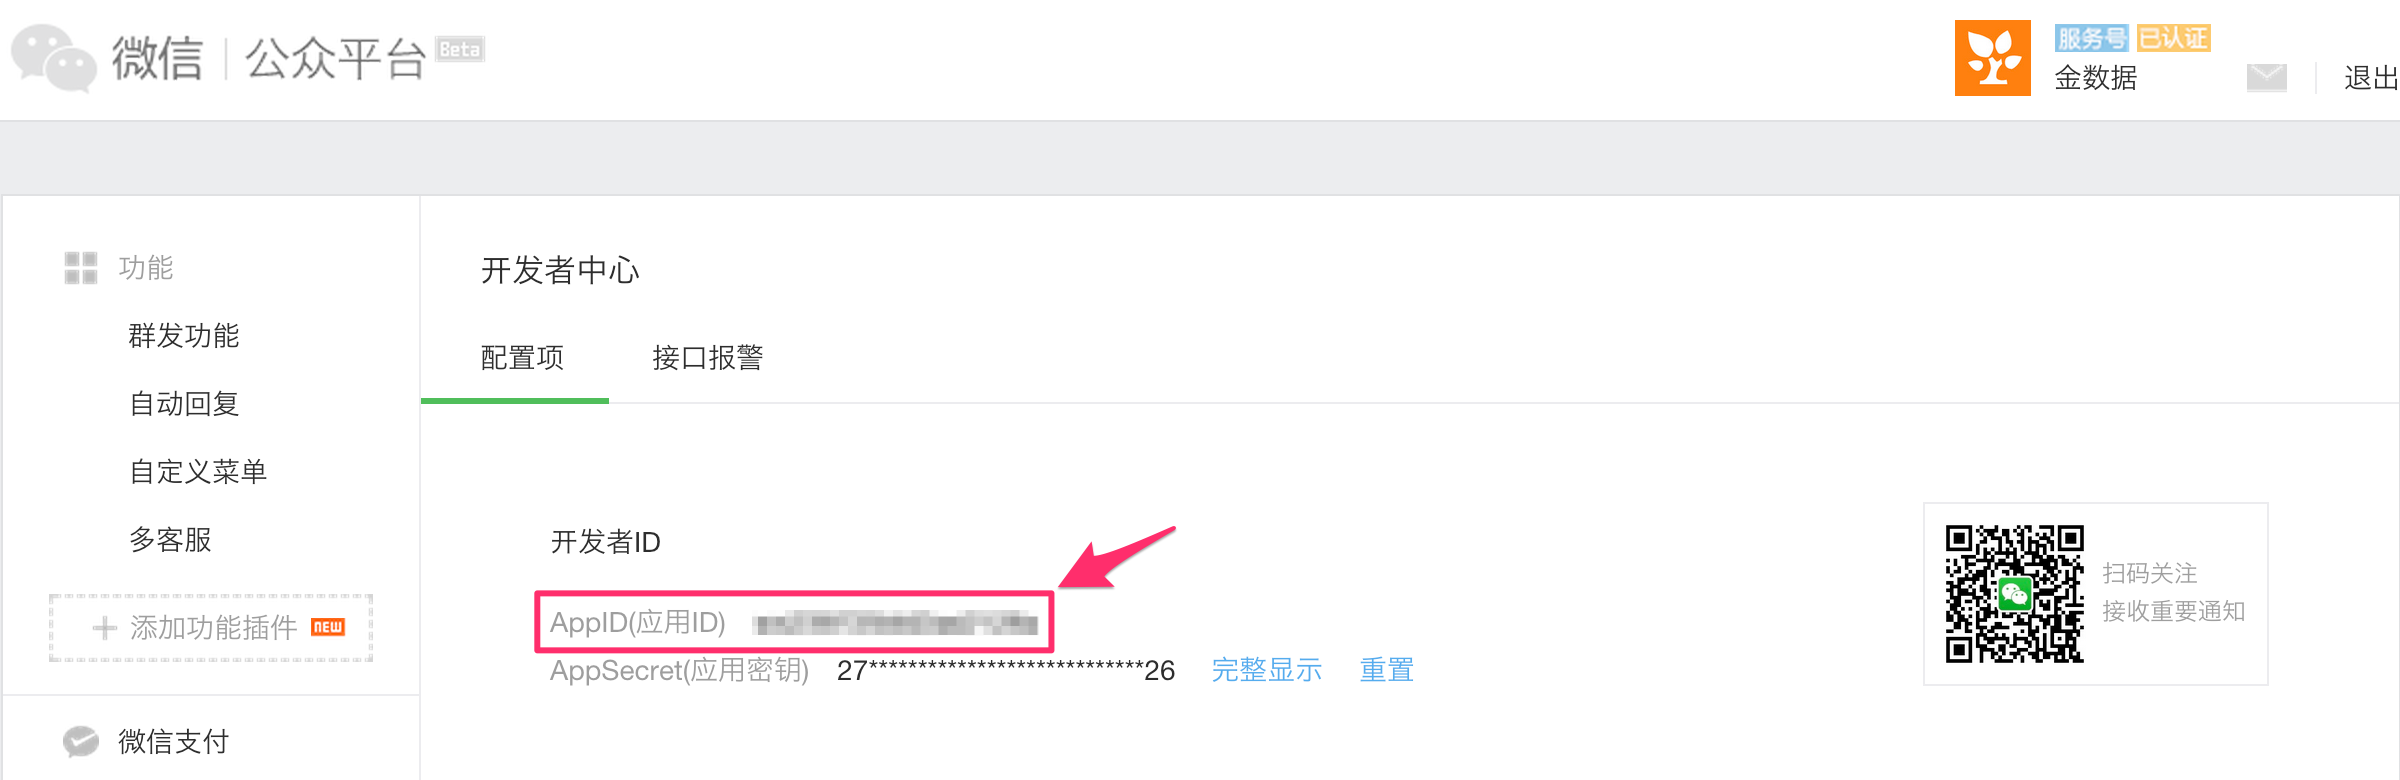 微信 | 公众平台 Beta
服务号 已认证
金数据
退出
功能
群发功能
自动回复
自定义菜单
多客服
添加功能插件 NEW
微信支付
开发者中心
配置项 接口报警
开发者ID
AppID(应用ID)
AppSecret(应用密钥) 27****************************26 完整显示 重置
扫码关注
接收重要通知